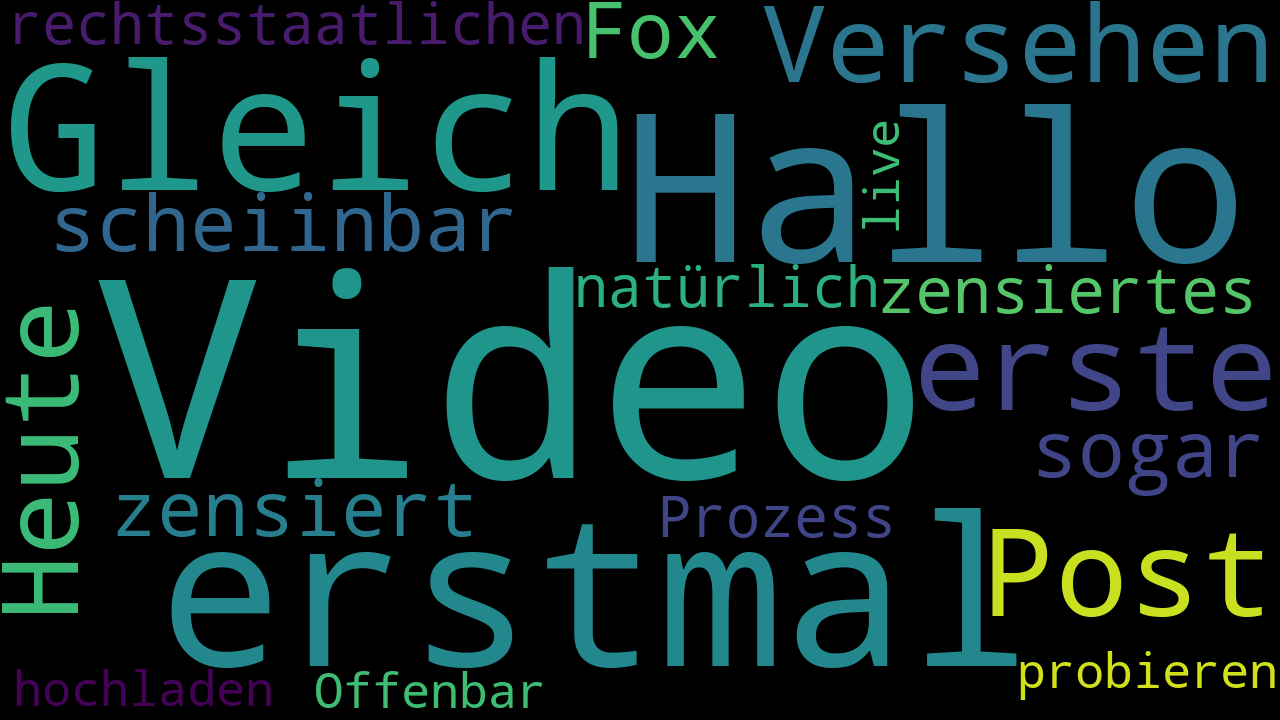 rechtsstaatlichen
Fox
Versehen
Gleich
Hallo
live
scheiinbar
natürlich
zensiertes
Heute
Video
erste
sogar
zensiert
Prozess
erstmal
Post
hochladen
Offenbar
probieren